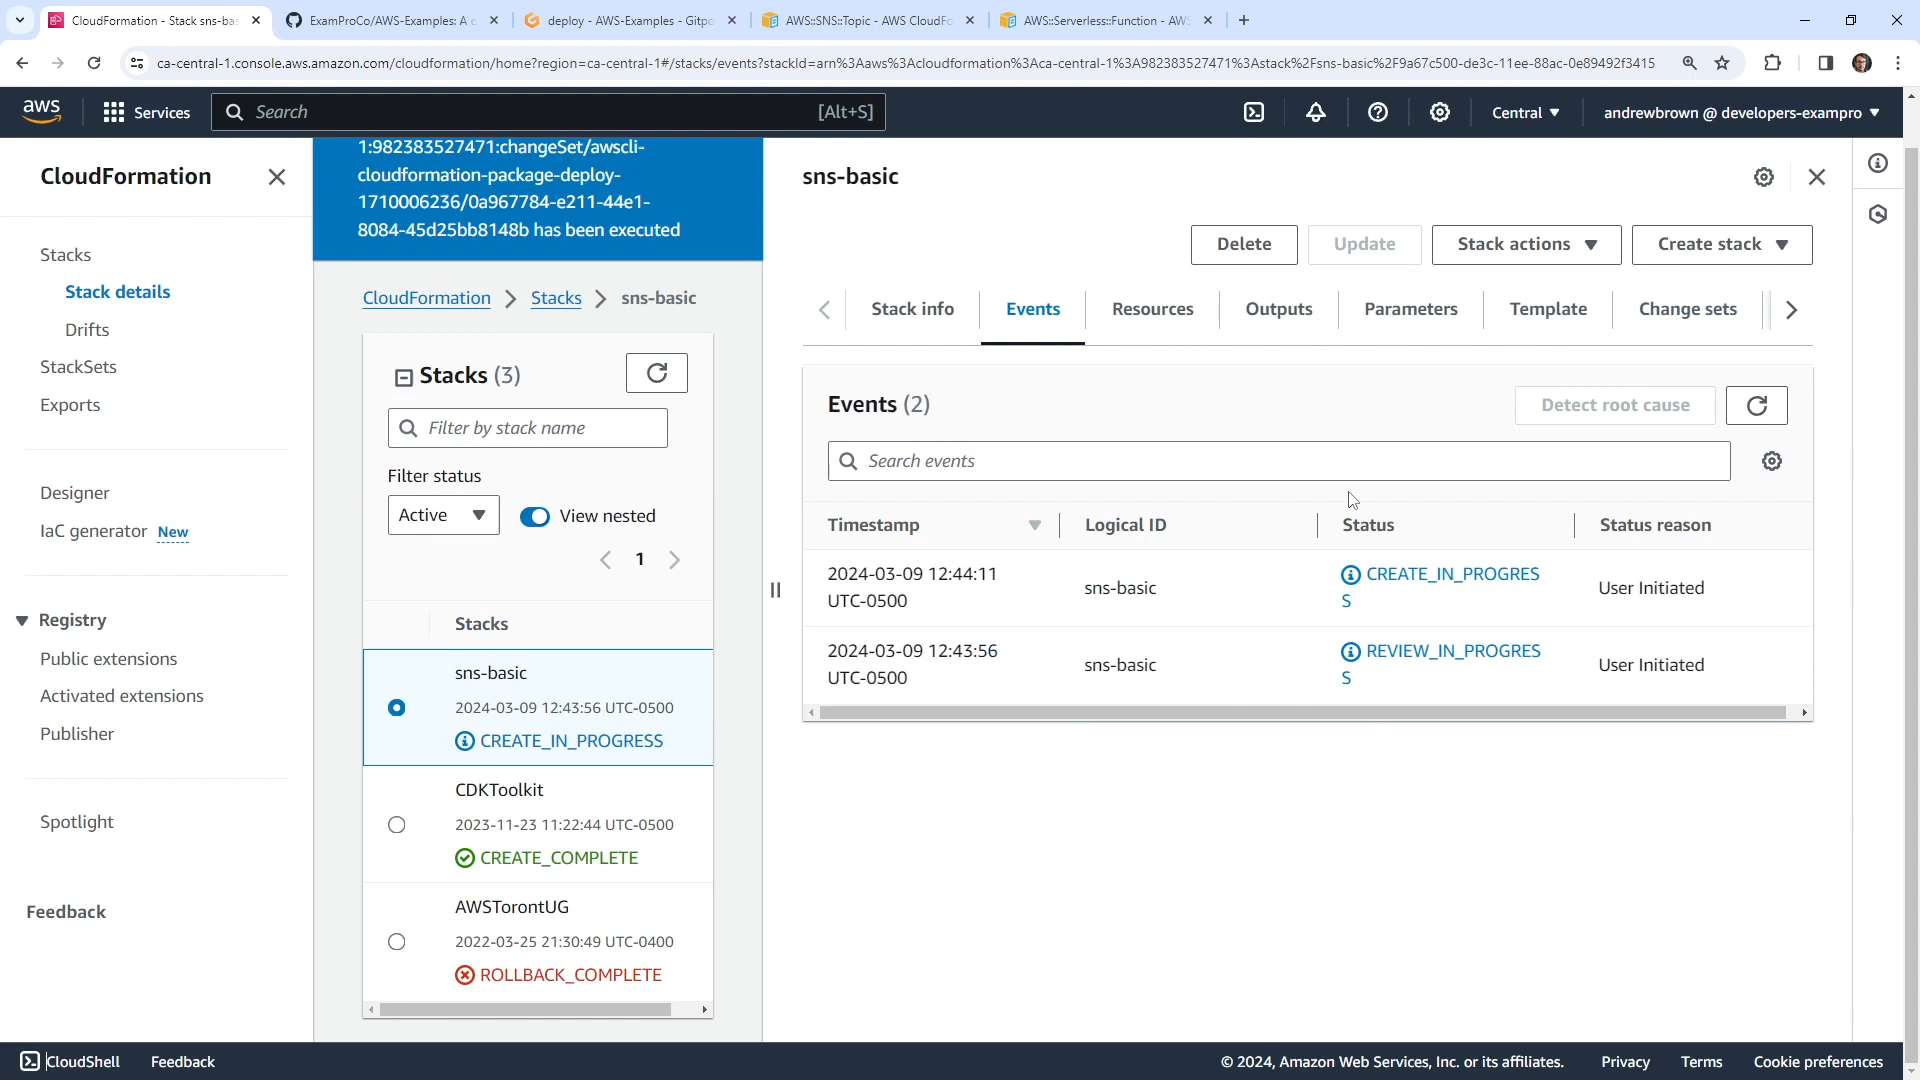 CloudFormation - Stack sns-bas
ExamProCo/AWS-Examples: A c
deploy - AWS-Examples - Gitpo
AWS::SNS::Topic - AWS CloudFo
AWS::Serverless::Function - AW
ca-central-1.console.aws.amazon.com/cloudformation/home?region=ca-central-1#/stacks/events?stackId=arn%3Aaws%3Acloudformation%3Aca-central-1%3A982383527471%3Astack%2Fsns-basic%2F9a67c500-de3c-11ee-88ac-0e89492f3415
aws
Services
Search
[Alt+S]
Central
andrewbrown @ developers-exampro
CloudFormation
Stacks
Stack details
Drifts
StackSets
Exports
Designer
IaC generator New
Registry
Public extensions
Activated extensions
Publisher
Spotlight
Feedback
1:982383527471:changeSet/awscli-
cloudformation-package-deploy-
1710006236/0a967784-e211-44e1-
8084-45d25bb8148b has been executed
CloudFormation
Stacks
sns-basic
Stacks (3)
Filter by stack name
Filter status
Active
View nested
1
Stacks
sns-basic
2024-03-09 12:43:56 UTC-0500
CREATE_IN_PROGRESS
CDKToolkit
2023-11-23 11:22:44 UTC-0500
CREATE_COMPLETE
AWSTorontUG
2022-03-25 21:30:49 UTC-0400
ROLLBACK_COMPLETE
sns-basic
Delete
Update
Stack actions
Create stack
Stack info
Events
Resources
Outputs
Parameters
Template
Change sets
Events (2)
Detect root cause
Search events
Timestamp
Logical ID
Status
Status reason
2024-03-09 12:44:11
UTC-0500
sns-basic
CREATE_IN_PROGRES
S
User Initiated
2024-03-09 12:43:56
UTC-0500
sns-basic
REVIEW_IN_PROGRES
S
User Initiated
CloudShell
Feedback
© 2024, Amazon Web Services, Inc. or its affiliates.
Privacy
Terms
Cookie preferences